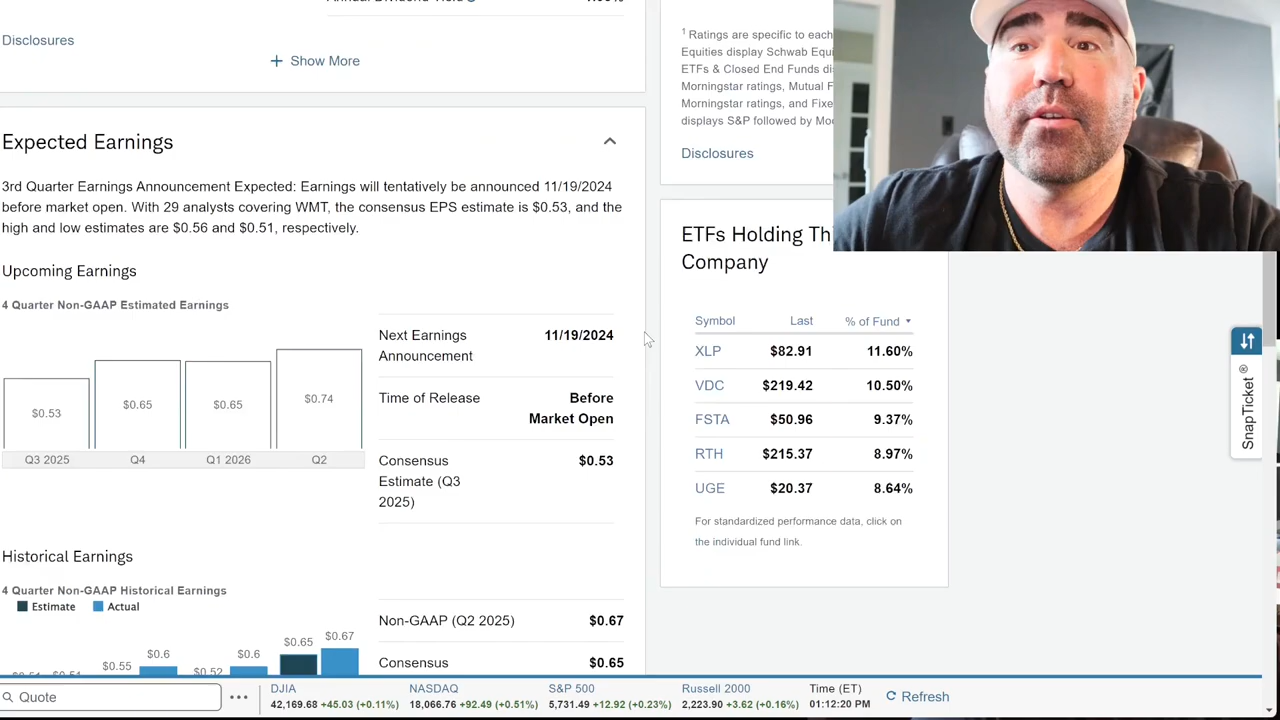 Disclosures
+ Show More
Expected Earnings
3rd Quarter Earnings Announcement Expected: Earnings will tentatively be announced 11/19/2024
before market open. With 29 analysts covering WMT, the consensus EPS estimate is $0.53, and the
high and low estimates are $0.56 and $0.51, respectively.
Upcoming Earnings
4 Quarter Non-GAAP Estimated Earnings
$0.53 $0.65 $0.65 $0.74
Q3 2025 Q4 Q1 2026 Q2
Next Earnings Announcement 11/19/2024
Time of Release Before Market Open
Consensus Estimate (Q3 2025) $0.53
Historical Earnings
4 Quarter Non-GAAP Historical Earnings
Estimate Actual
$0.55 $0.6 $0.52 $0.6 $0.65 $0.67
Non-GAAP (Q2 2025) $0.67
Consensus $0.65
1 Ratings are specific to each
Equities display Schwab Equi
ETFs & Closed End Funds di
Morningstar ratings, Mutual F
Morningstar ratings, and Fixe
displays S&P followed by Moo
Disclosures
ETFs Holding Thi
Company
Symbol Last % of Fund
XLP $82.91 11.60%
VDC $219.42 10.50%
FSTA $50.96 9.37%
RTH $215.37 8.97%
UGE $20.37 8.64%
For standardized performance data, click on
the individual fund link.
SnapTicket ®
Quote
DJIA NASDAQ S&P 500 Russell 2000 Time (ET) Refresh
42,169.68 +45.03 (+0.11%) 18,066.76 +92.49 (+0.51%) 5,731.49 +12.92 (+0.23%) 2,223.90 +3.62 (+0.16%) 01:12:20 PM